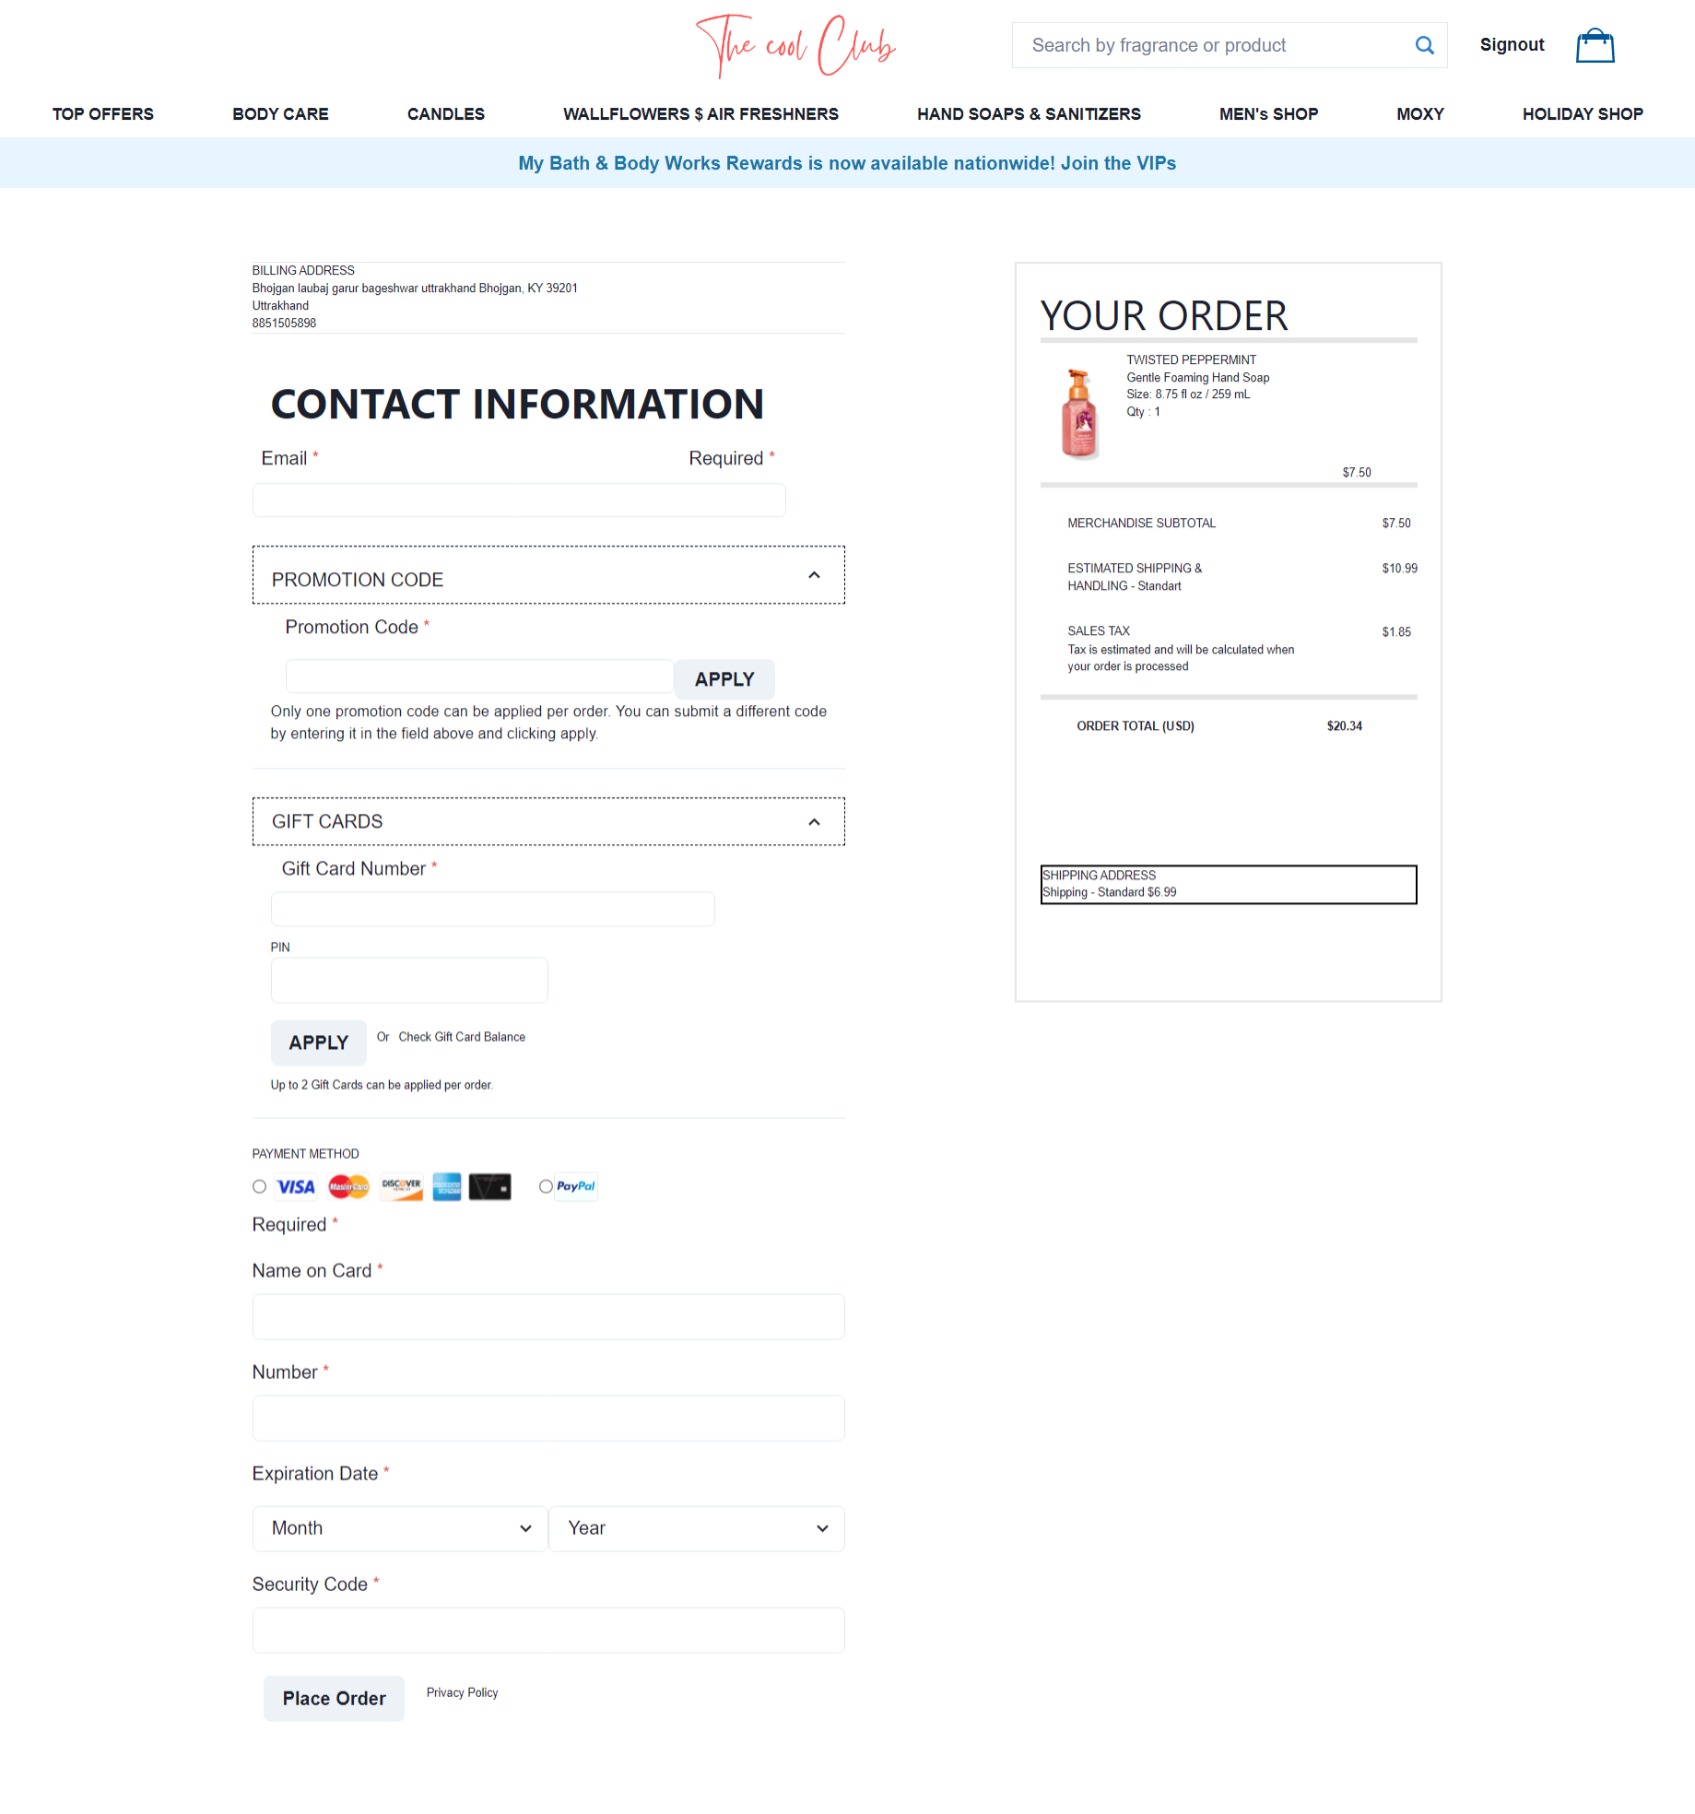 The cool Club
Search by fragrance or product
Signout
TOP OFFERS BODY CARE CANDLES WALLFLOWERS $ AIR FRESHNERS HAND SOAPS & SANITIZERS MEN's SHOP MOXY HOLIDAY SHOP
My Bath & Body Works Rewards is now available nationwide! Join the VIPs
BILLING ADDRESS
Bhojgan laubaj garur bageshwar uttrakhand Bhojgan, KY 39201
Uttrakhand
8851505898
CONTACT INFORMATION
Email * Required *
PROMOTION CODE
Promotion Code *
APPLY
Only one promotion code can be applied per order. You can submit a different code
by entering it in the field above and clicking apply.
GIFT CARDS
Gift Card Number *
PIN
APPLY Or Check Gift Card Balance
Up to 2 Gift Cards can be applied per order.
PAYMENT METHOD
VISA MasterCard DISCOVER PayPal
Required *
Name on Card *
Number *
Expiration Date *
Month Year
Security Code *
Place Order Privacy Policy
YOUR ORDER
TWISTED PEPPERMINT
Gentle Foaming Hand Soap
Size: 8.75 fl oz / 259 mL
Qty : 1
$7.50
MERCHANDISE SUBTOTAL $7.50
ESTIMATED SHIPPING & $10.99
HANDLING - Standart
SALES TAX $1.85
Tax is estimated and will be calculated when
your order is processed
ORDER TOTAL (USD) $20.34
SHIPPING ADDRESS
Shipping - Standard $6.99